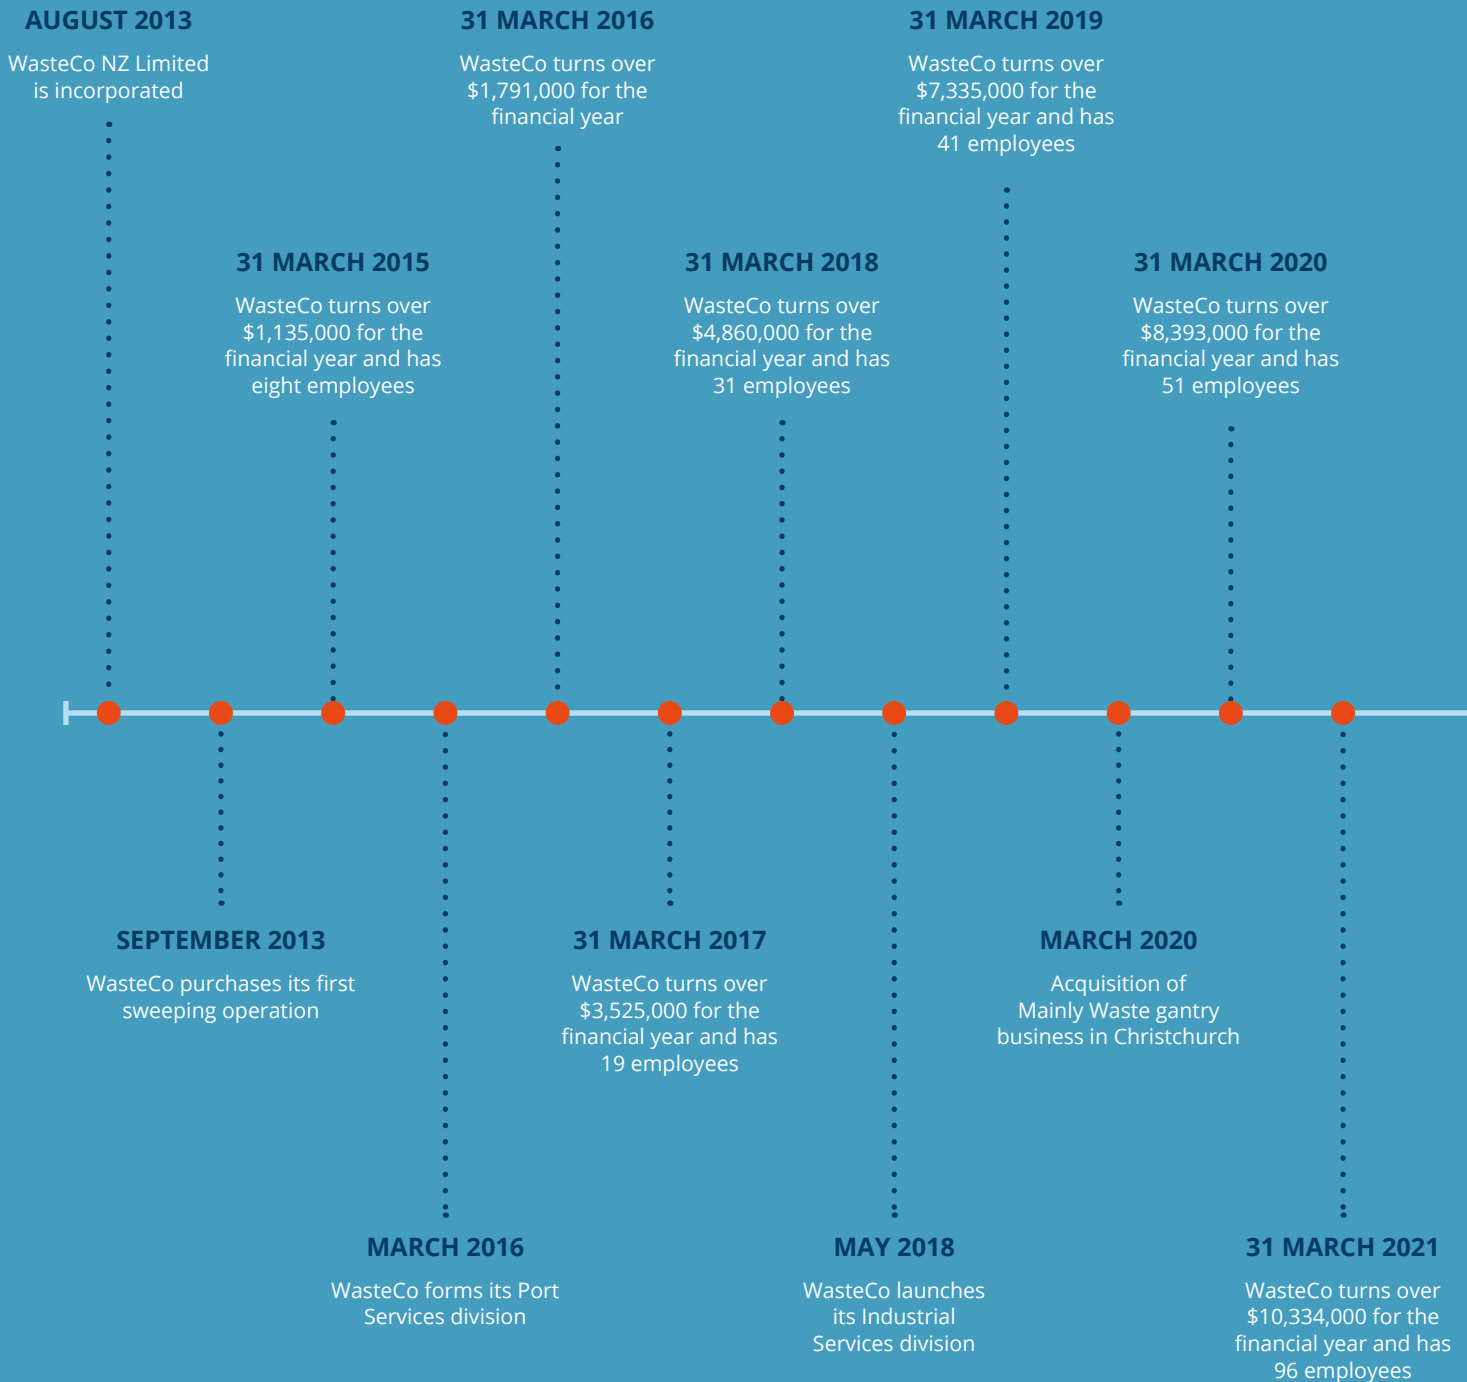 AUGUST 2013
WasteCo NZ Limited
is incorporated
SEPTEMBER 2013
WasteCo purchases its first
sweeping operation
31 MARCH 2015
WasteCo turns over
$1,135,000 for the
financial year and has
eight employees
MARCH 2016
WasteCo forms its Port
Services division
31 MARCH 2016
WasteCo turns over
$1,791,000 for the
financial year
31 MARCH 2017
WasteCo turns over
$3,525,000 for the
financial year and has
19 employees
31 MARCH 2018
WasteCo turns over
$4,860,000 for the
financial year and has
31 employees
MAY 2018
WasteCo launches
its Industrial
Services division
31 MARCH 2019
WasteCo turns over
$7,335,000 for the
financial year and has
41 employees
MARCH 2020
Acquisition of
Mainly Waste gantry
business in Christchurch
31 MARCH 2020
WasteCo turns over
$8,393,000 for the
financial year and has
51 employees
31 MARCH 2021
WasteCo turns over
$10,334,000 for the
financial year and has
96 employees